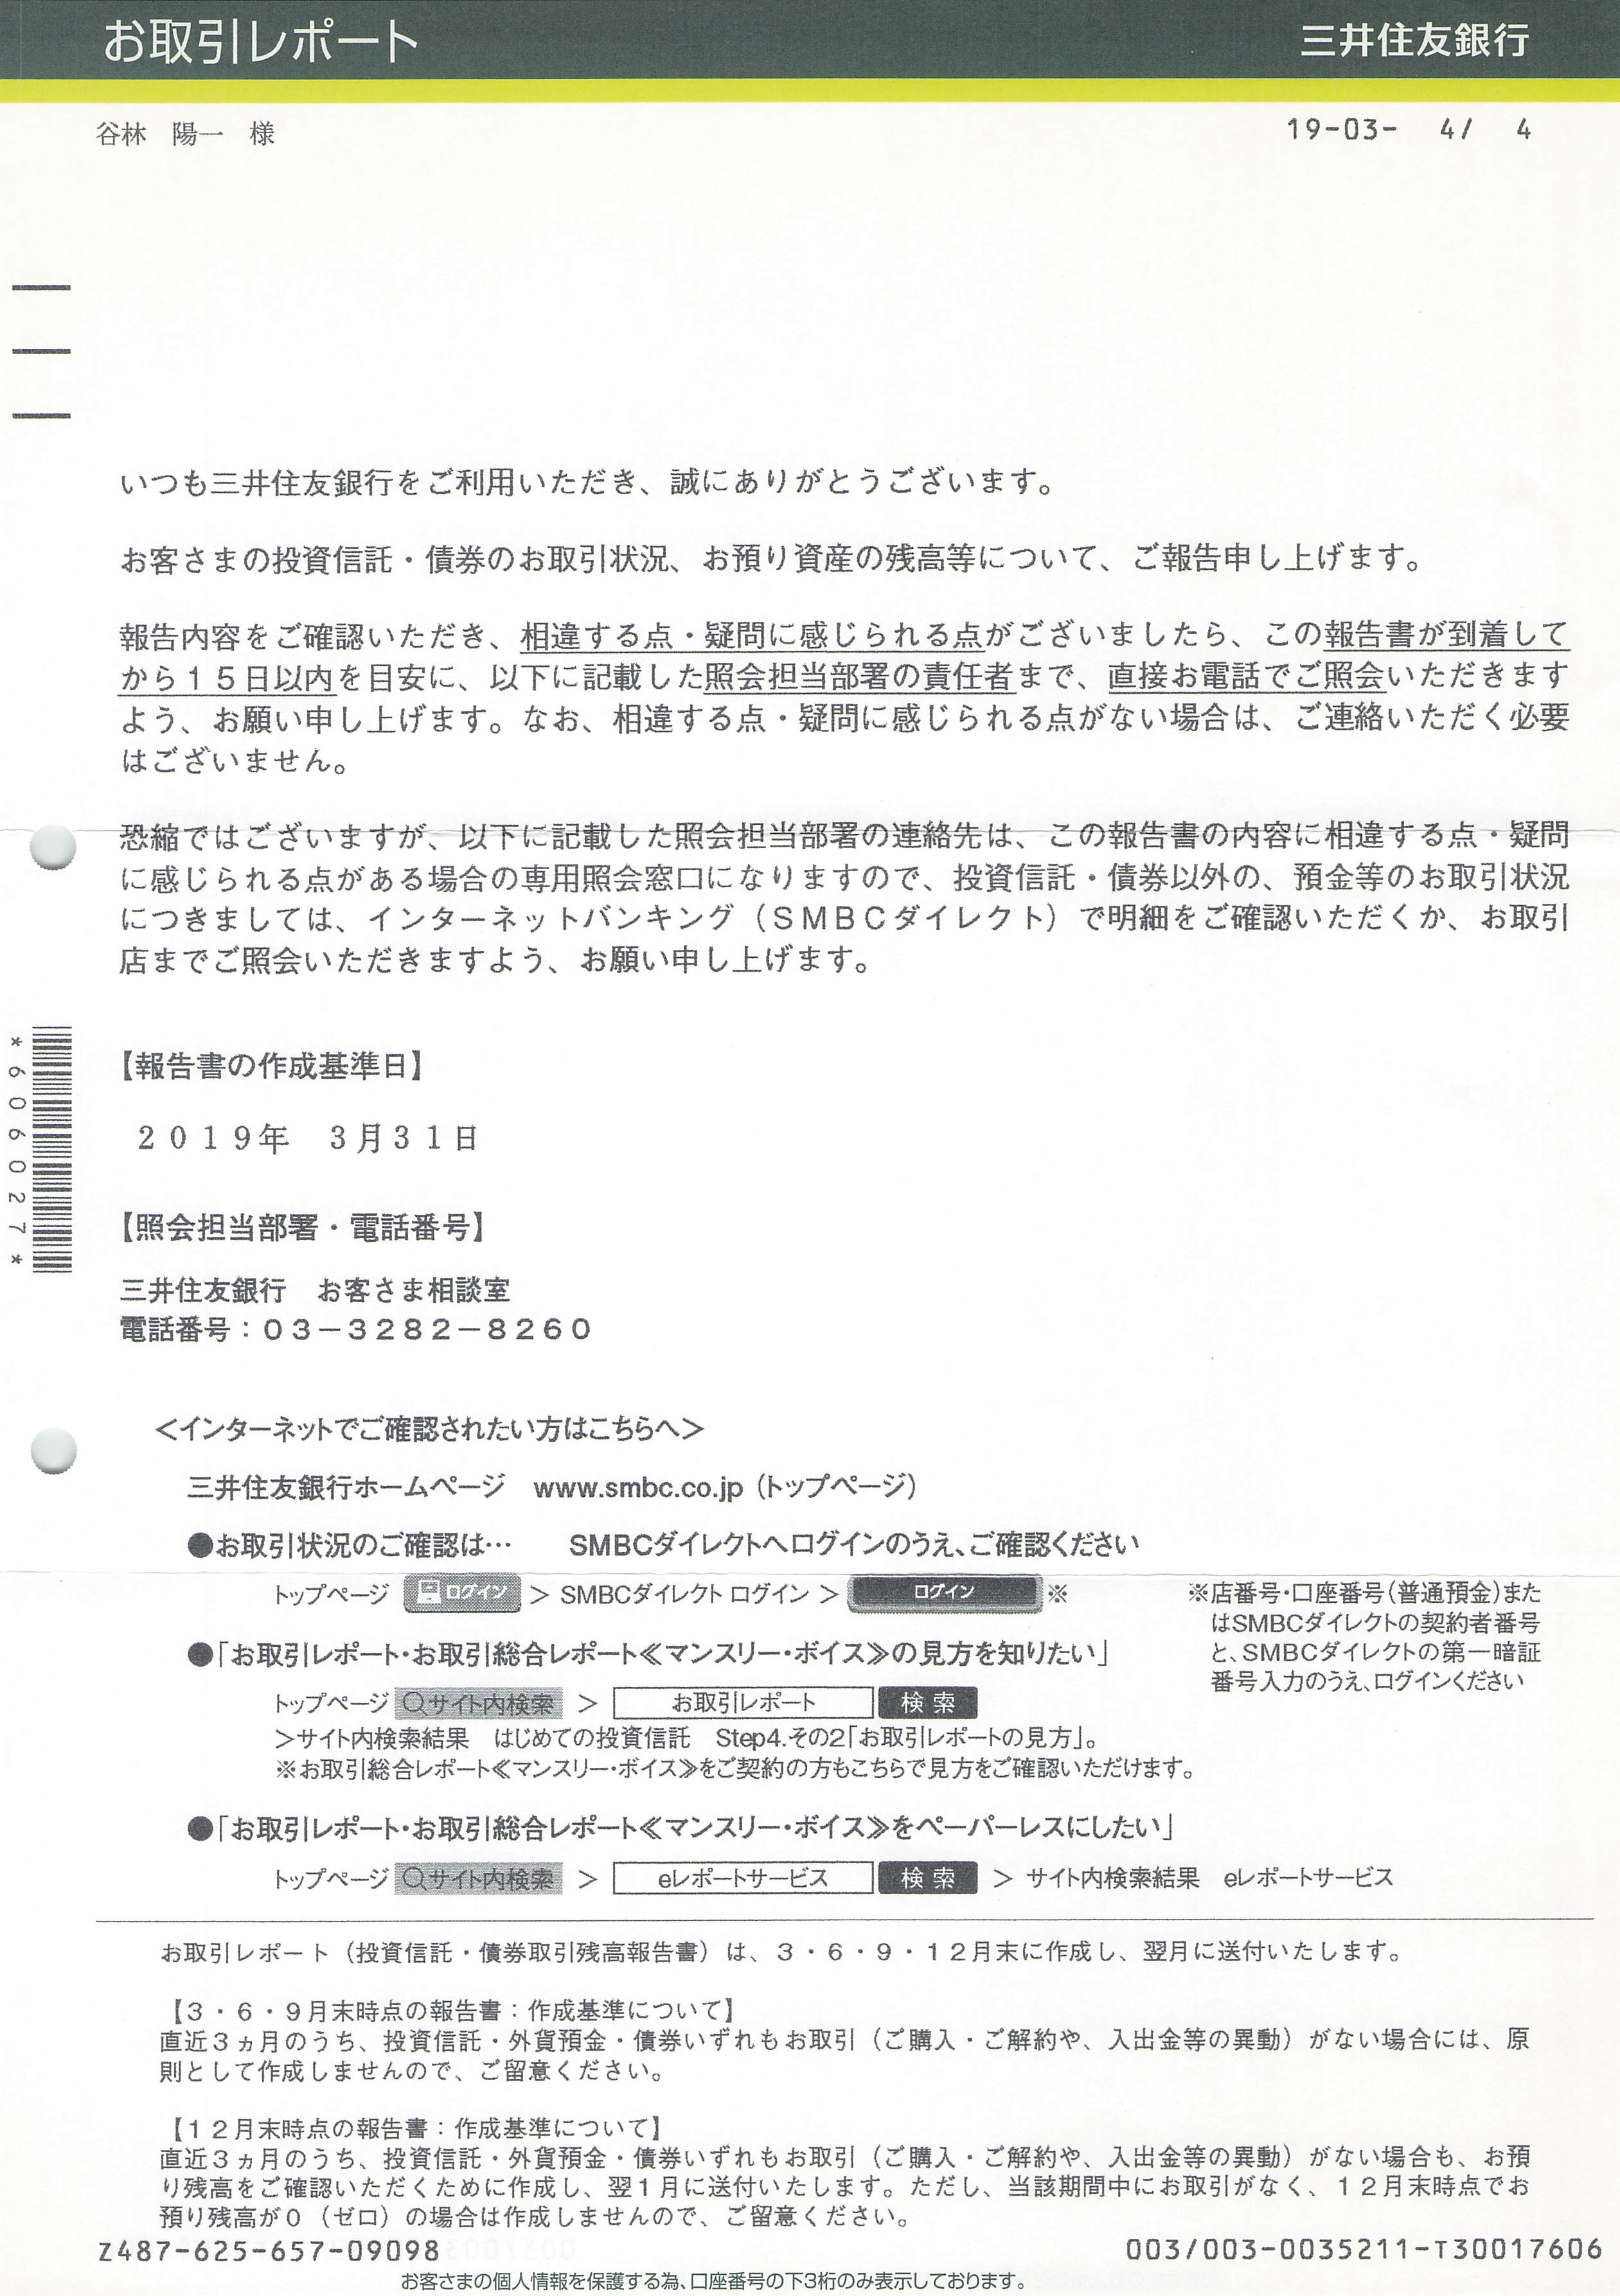 お取引レポート
三井住友銀行
谷林　陽一　様
19-03-　4/　4
いつも三井住友銀行をご利用いただき、誠にありがとうございます。
お客さまの投資信託・債券のお取引状況、お預り資産の残高等について、ご報告申し上げます。
報告内容をご確認いただき、相違する点・疑問に感じられる点がございましたら、この報告書が到着して
から１５日以内を目安に、以下に記載した照会担当部署の責任者まで、直接お電話でご照会いただきます
よう、お願い申し上げます。なお、相違する点・疑問に感じられる点がない場合は、ご連絡いただく必要
はございません。
恐縮ではございますが、以下に記載した照会担当部署の連絡先は、この報告書の内容に相違する点・疑問
に感じられる点がある場合の専用照会窓口になりますので、投資信託・債券以外の、預金等のお取引状況
につきましては、インターネットバンキング（ＳＭＢＣダイレクト）で明細をご確認いただくか、お取引
店までご照会いただきますよう、お願い申し上げます。
【報告書の作成基準日】
２０１９年　３月３１日
【照会担当部署・電話番号】
三井住友銀行　お客さま相談室
電話番号：０３－３２８２－８２６０
*606027*
＜インターネットでご確認されたい方はこちらへ＞
三井住友銀行ホームページ　www.smbc.co.jp（トップページ）
●お取引状況のご確認は…　　SMBCダイレクトへログインのうえ、ご確認ください
トップページ ログイン ＞ SMBCダイレクト ログイン ＞ ログイン ※
※店番号・口座番号（普通預金）また
はSMBCダイレクトの契約者番号
と、SMBCダイレクトの第一暗証
番号入力のうえ、ログインください
●「お取引レポート・お取引総合レポート≪マンスリー・ボイス≫の見方を知りたい」
トップページ サイト内検索 ＞ お取引レポート 検索
＞サイト内検索結果　はじめての投資信託　Step4.その2「お取引レポートの見方」。
※お取引総合レポート≪マンスリー・ボイス≫をご契約の方もこちらで見方をご確認いただけます。
●「お取引レポート・お取引総合レポート≪マンスリー・ボイス≫をペーパーレスにしたい」
トップページ サイト内検索 ＞ eレポートサービス 検索 ＞ サイト内検索結果　eレポートサービス
お取引レポート（投資信託・債券取引残高報告書）は、３・６・９・１２月末に作成し、翌月に送付いたします。
【３・６・９月末時点の報告書：作成基準について】
直近３ヵ月のうち、投資信託・外貨預金・債券いずれもお取引（ご購入・ご解約や、入出金等の異動）がない場合には、原
則として作成しませんので、ご留意ください。
【１２月末時点の報告書：作成基準について】
直近３ヵ月のうち、投資信託・外貨預金・債券いずれもお取引（ご購入・ご解約や、入出金等の異動）がない場合も、お預
り残高をご確認いただくために作成し、翌１月に送付いたします。ただし、当該期間中にお取引がなく、１２月末時点でお
預り残高が０（ゼロ）の場合は作成しませんので、ご留意ください。
Z487-625-657-09098
003/003-0035211-T30017606
お客さまの個人情報を保護する為、口座番号の下3桁のみ表示しております。